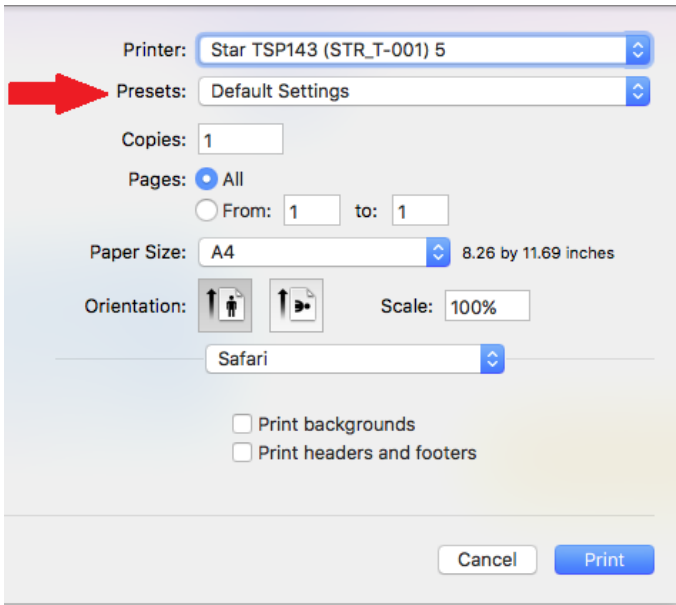 Printer: Star TSP143 (STR_T-001) 5
Presets: Default Settings
Copies: 1
Pages: All
From: 1 to: 1
Paper Size: A4 8.26 by 11.69 inches
Orientation: Scale: 100%
Safari
Print backgrounds
Print headers and footers
Cancel Print